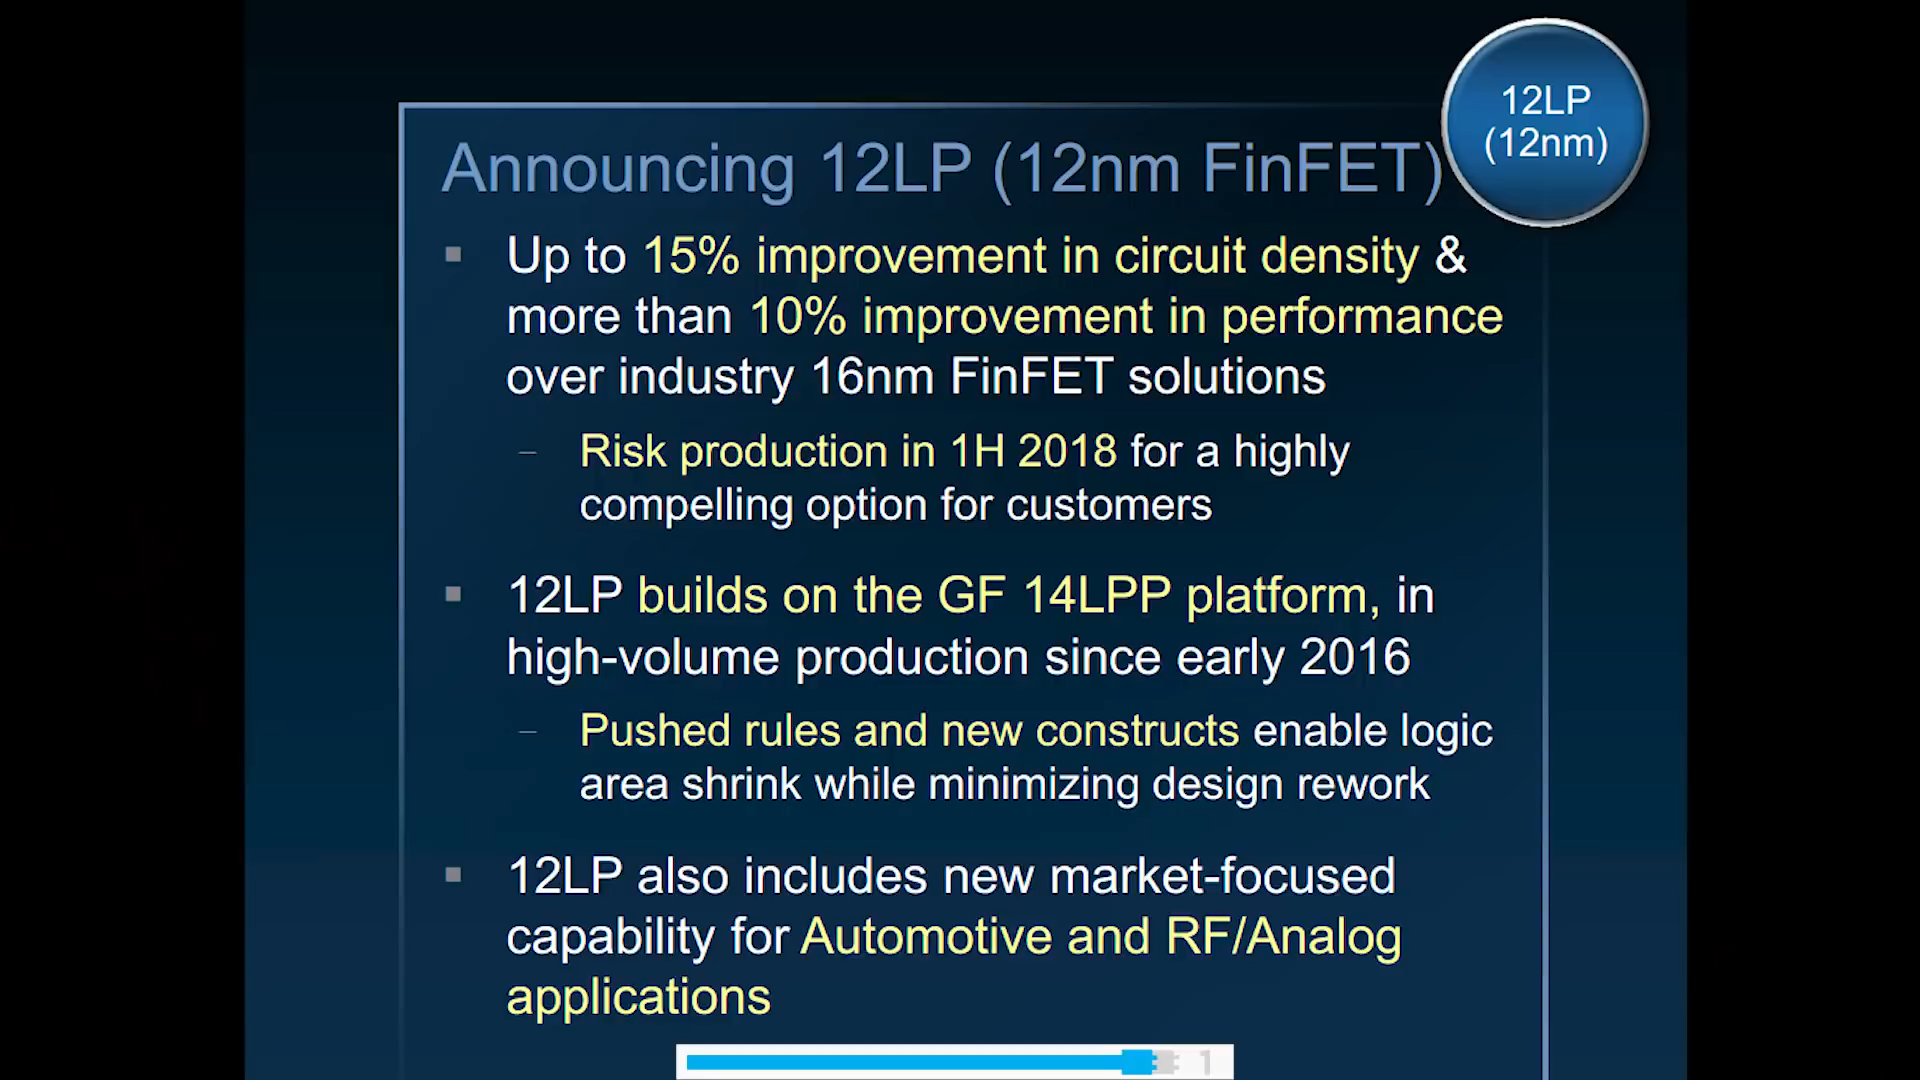 12LP
(12nm)
Announcing 12LP (12nm FinFET)
Up to 15% improvement in circuit density &
more than 10% improvement in performance
over industry 16nm FinFET solutions
Risk production in 1H 2018 for a highly
compelling option for customers
12LP builds on the GF 14LPP platform, in
high-volume production since early 2016
Pushed rules and new constructs enable logic
area shrink while minimizing design rework
12LP also includes new market-focused
capability for Automotive and RF/Analog
applications
1